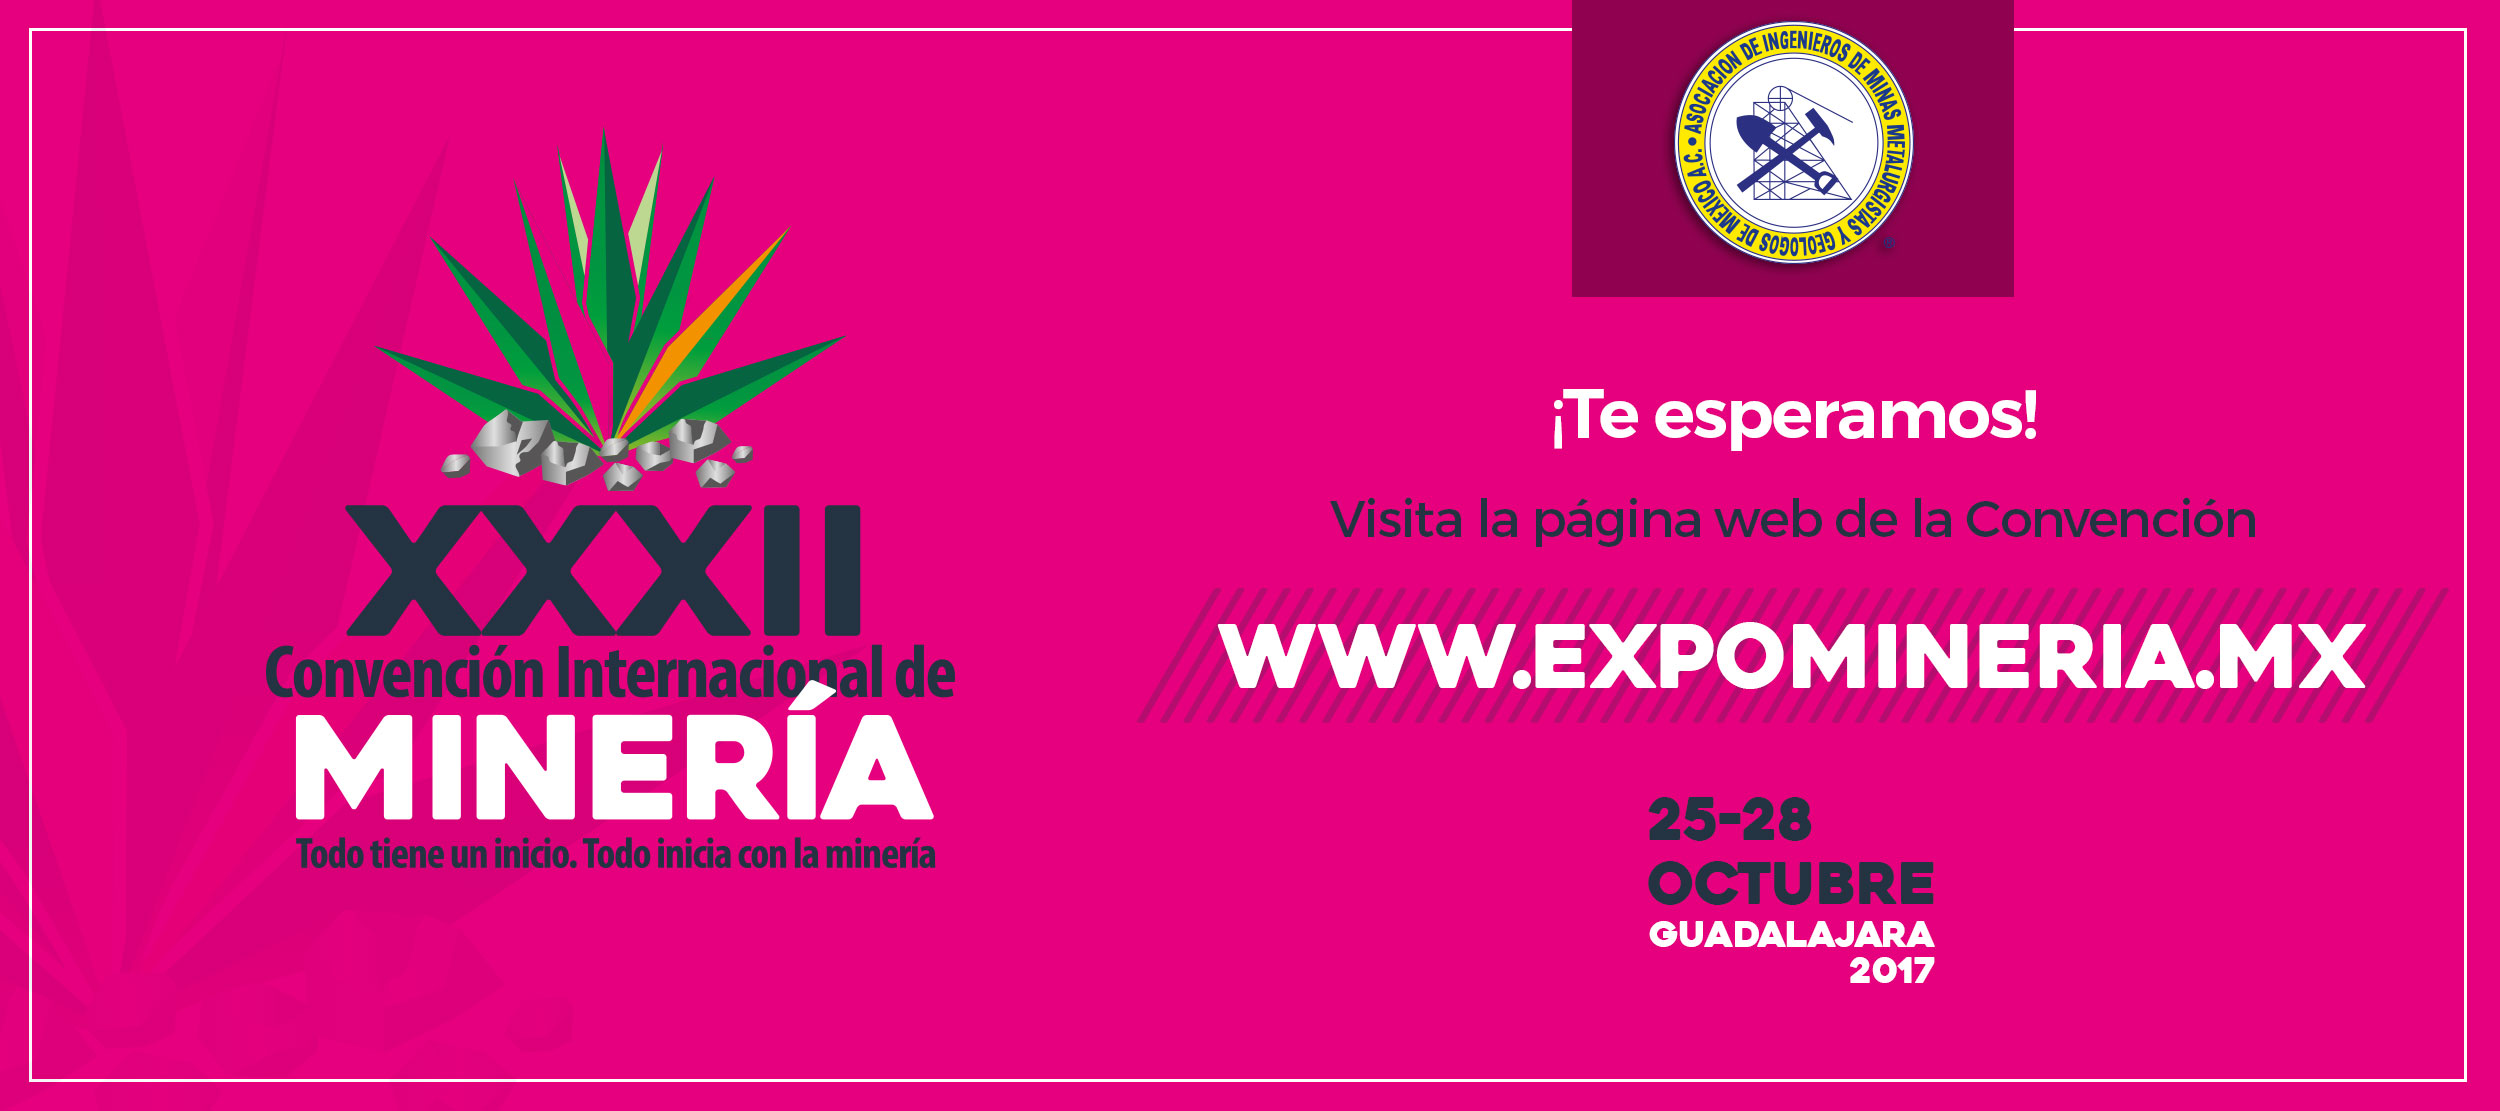 XXXII
Convención Internacional de
MINERÍA
Todo tiene un inicio. Todo inicia con la minería
ASOCIACION DE INGENIEROS DE MINAS METALURGISTAS Y GEOLOGOS DE MEXICO A.C. •
®
¡Te esperamos!
Visita la página web de la Convención
WWW.EXPOMINERIA.MX
25-28
OCTUBRE
GUADALAJARA
2017